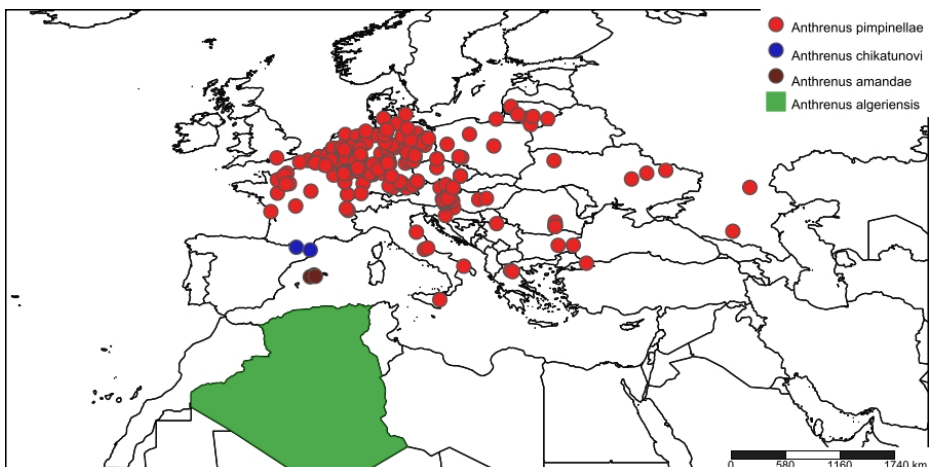 Anthrenus pimpinellae
Anthrenus chikatunovi
Anthrenus amandae
Anthrenus algeriensis
0 580 1160 1740 km